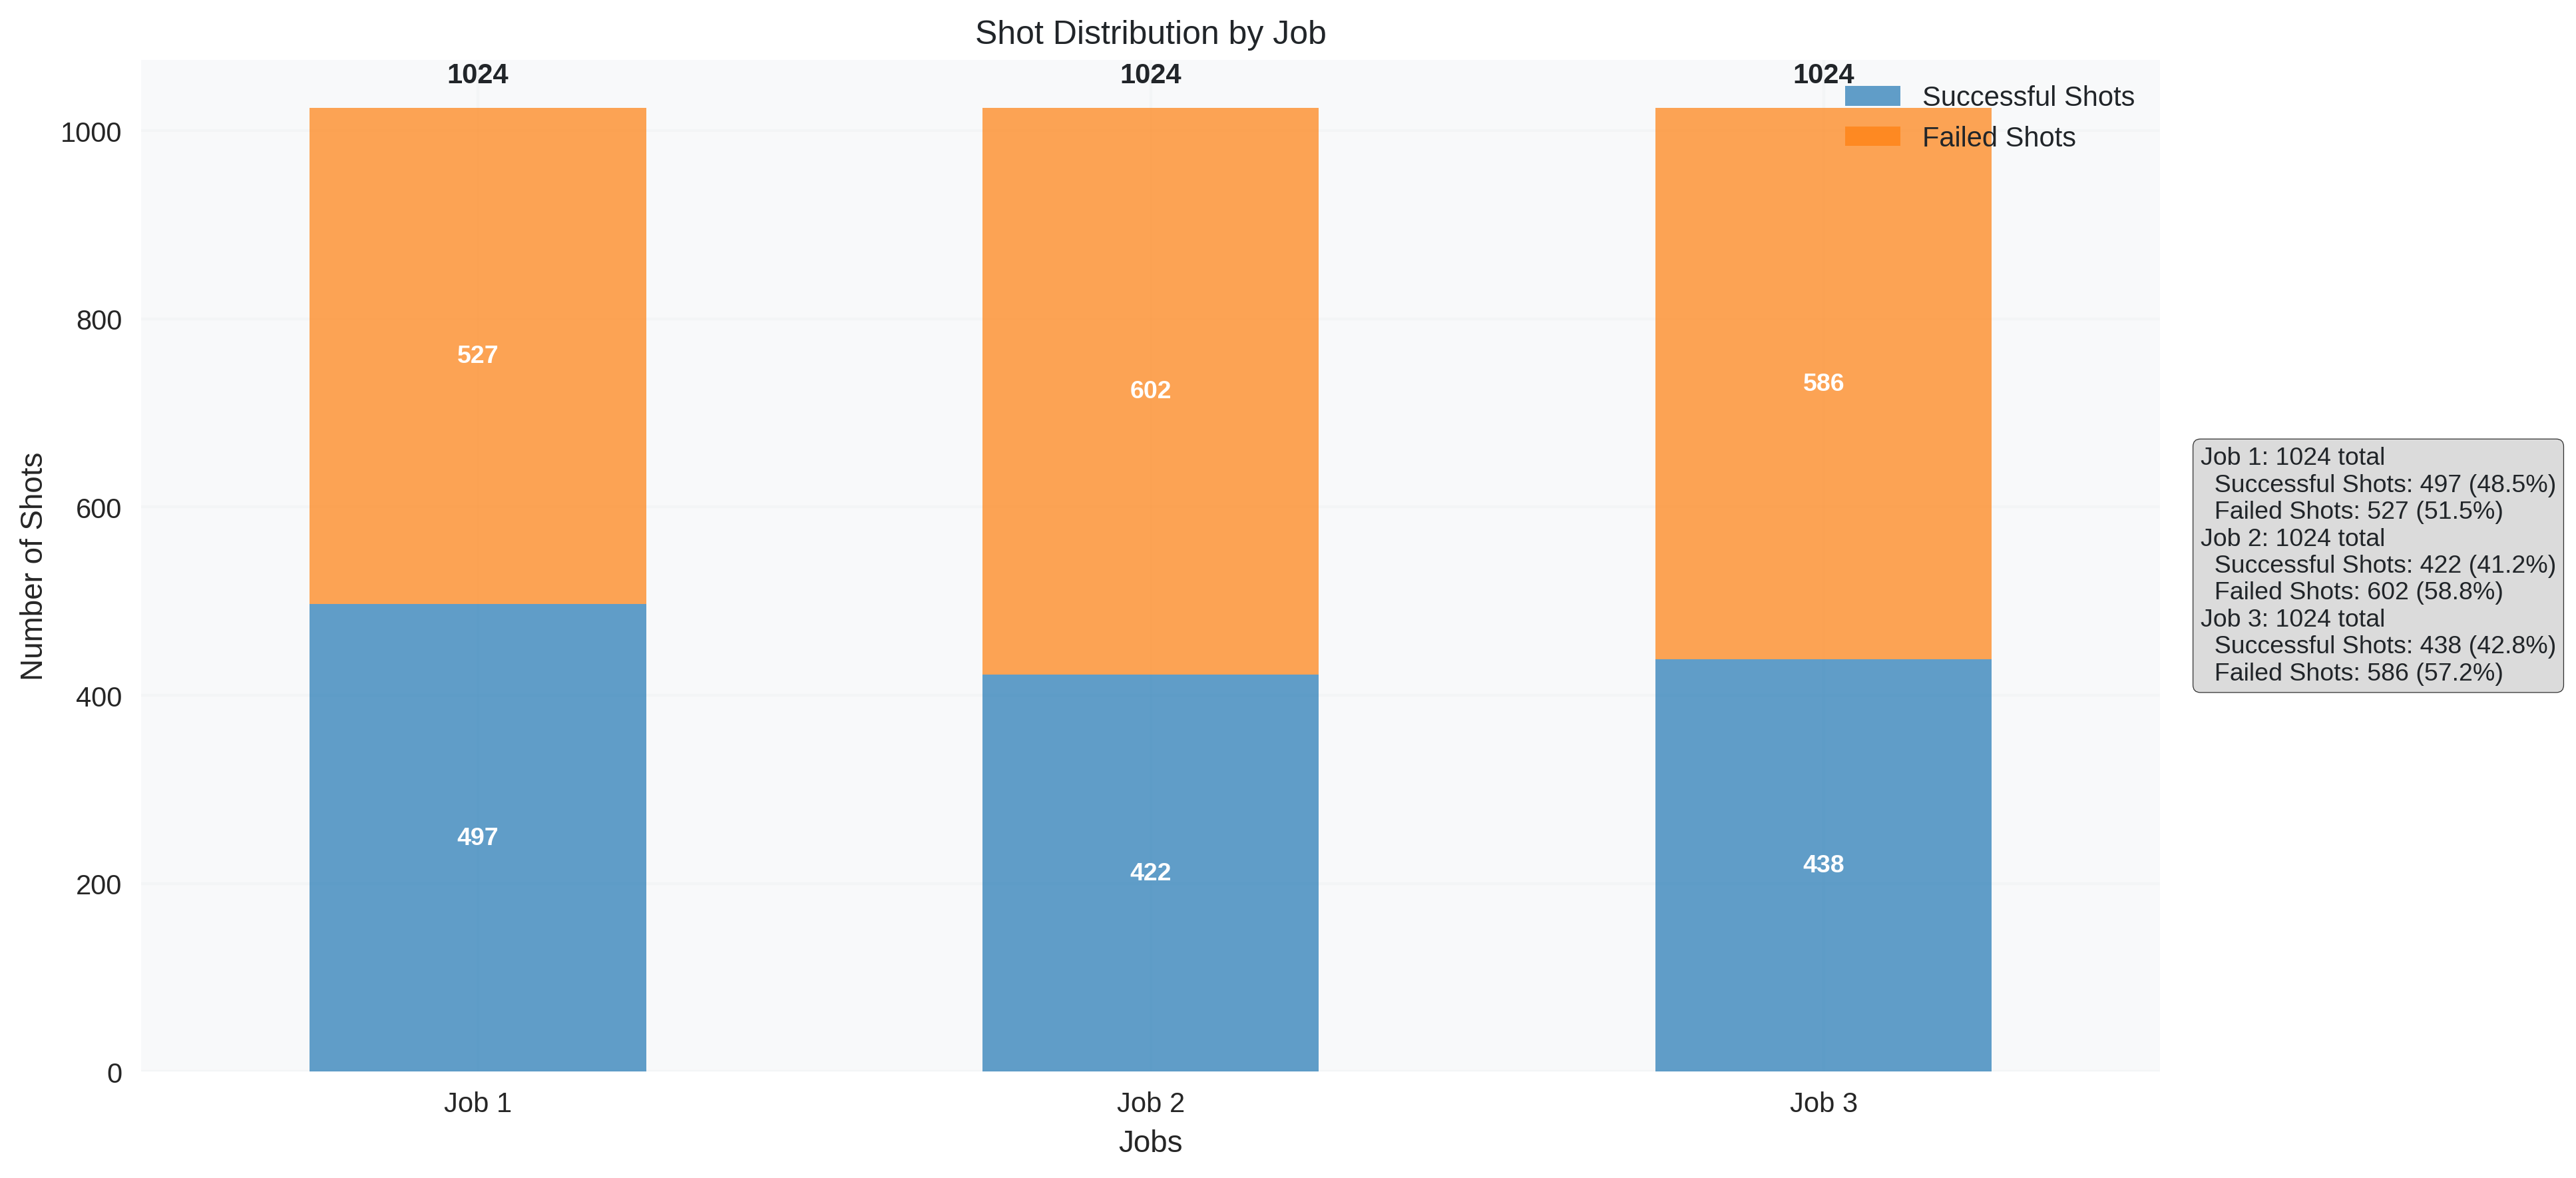 Shot Distribution by Job
1024
1024
1024
Successful Shots
Failed Shots
1000
800
600
400
200
0
Number of Shots
527
602
586
497
422
438
Job 1
Job 2
Job 3
Jobs
Job 1: 1024 total
Successful Shots: 497 (48.5%)
Failed Shots: 527 (51.5%)
Job 2: 1024 total
Successful Shots: 422 (41.2%)
Failed Shots: 602 (58.8%)
Job 3: 1024 total
Successful Shots: 438 (42.8%)
Failed Shots: 586 (57.2%)